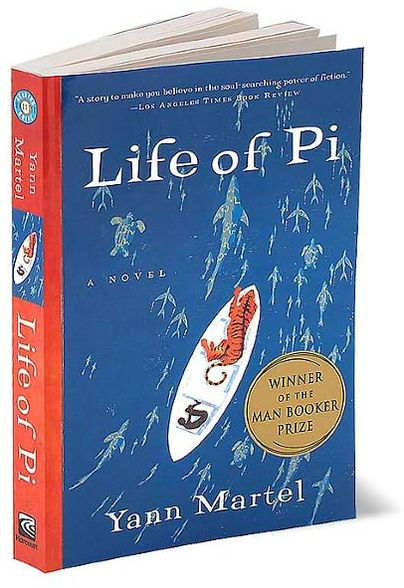 "A story to make you believe in the soul-searching power of fiction."
—Los Angeles Times Book Review
Life of Pi
A NOVEL
WINNER
OF THE
MAN BOOKER
PRIZE
Yann Martel
Yann
Martel
Life of Pi
Harcourt